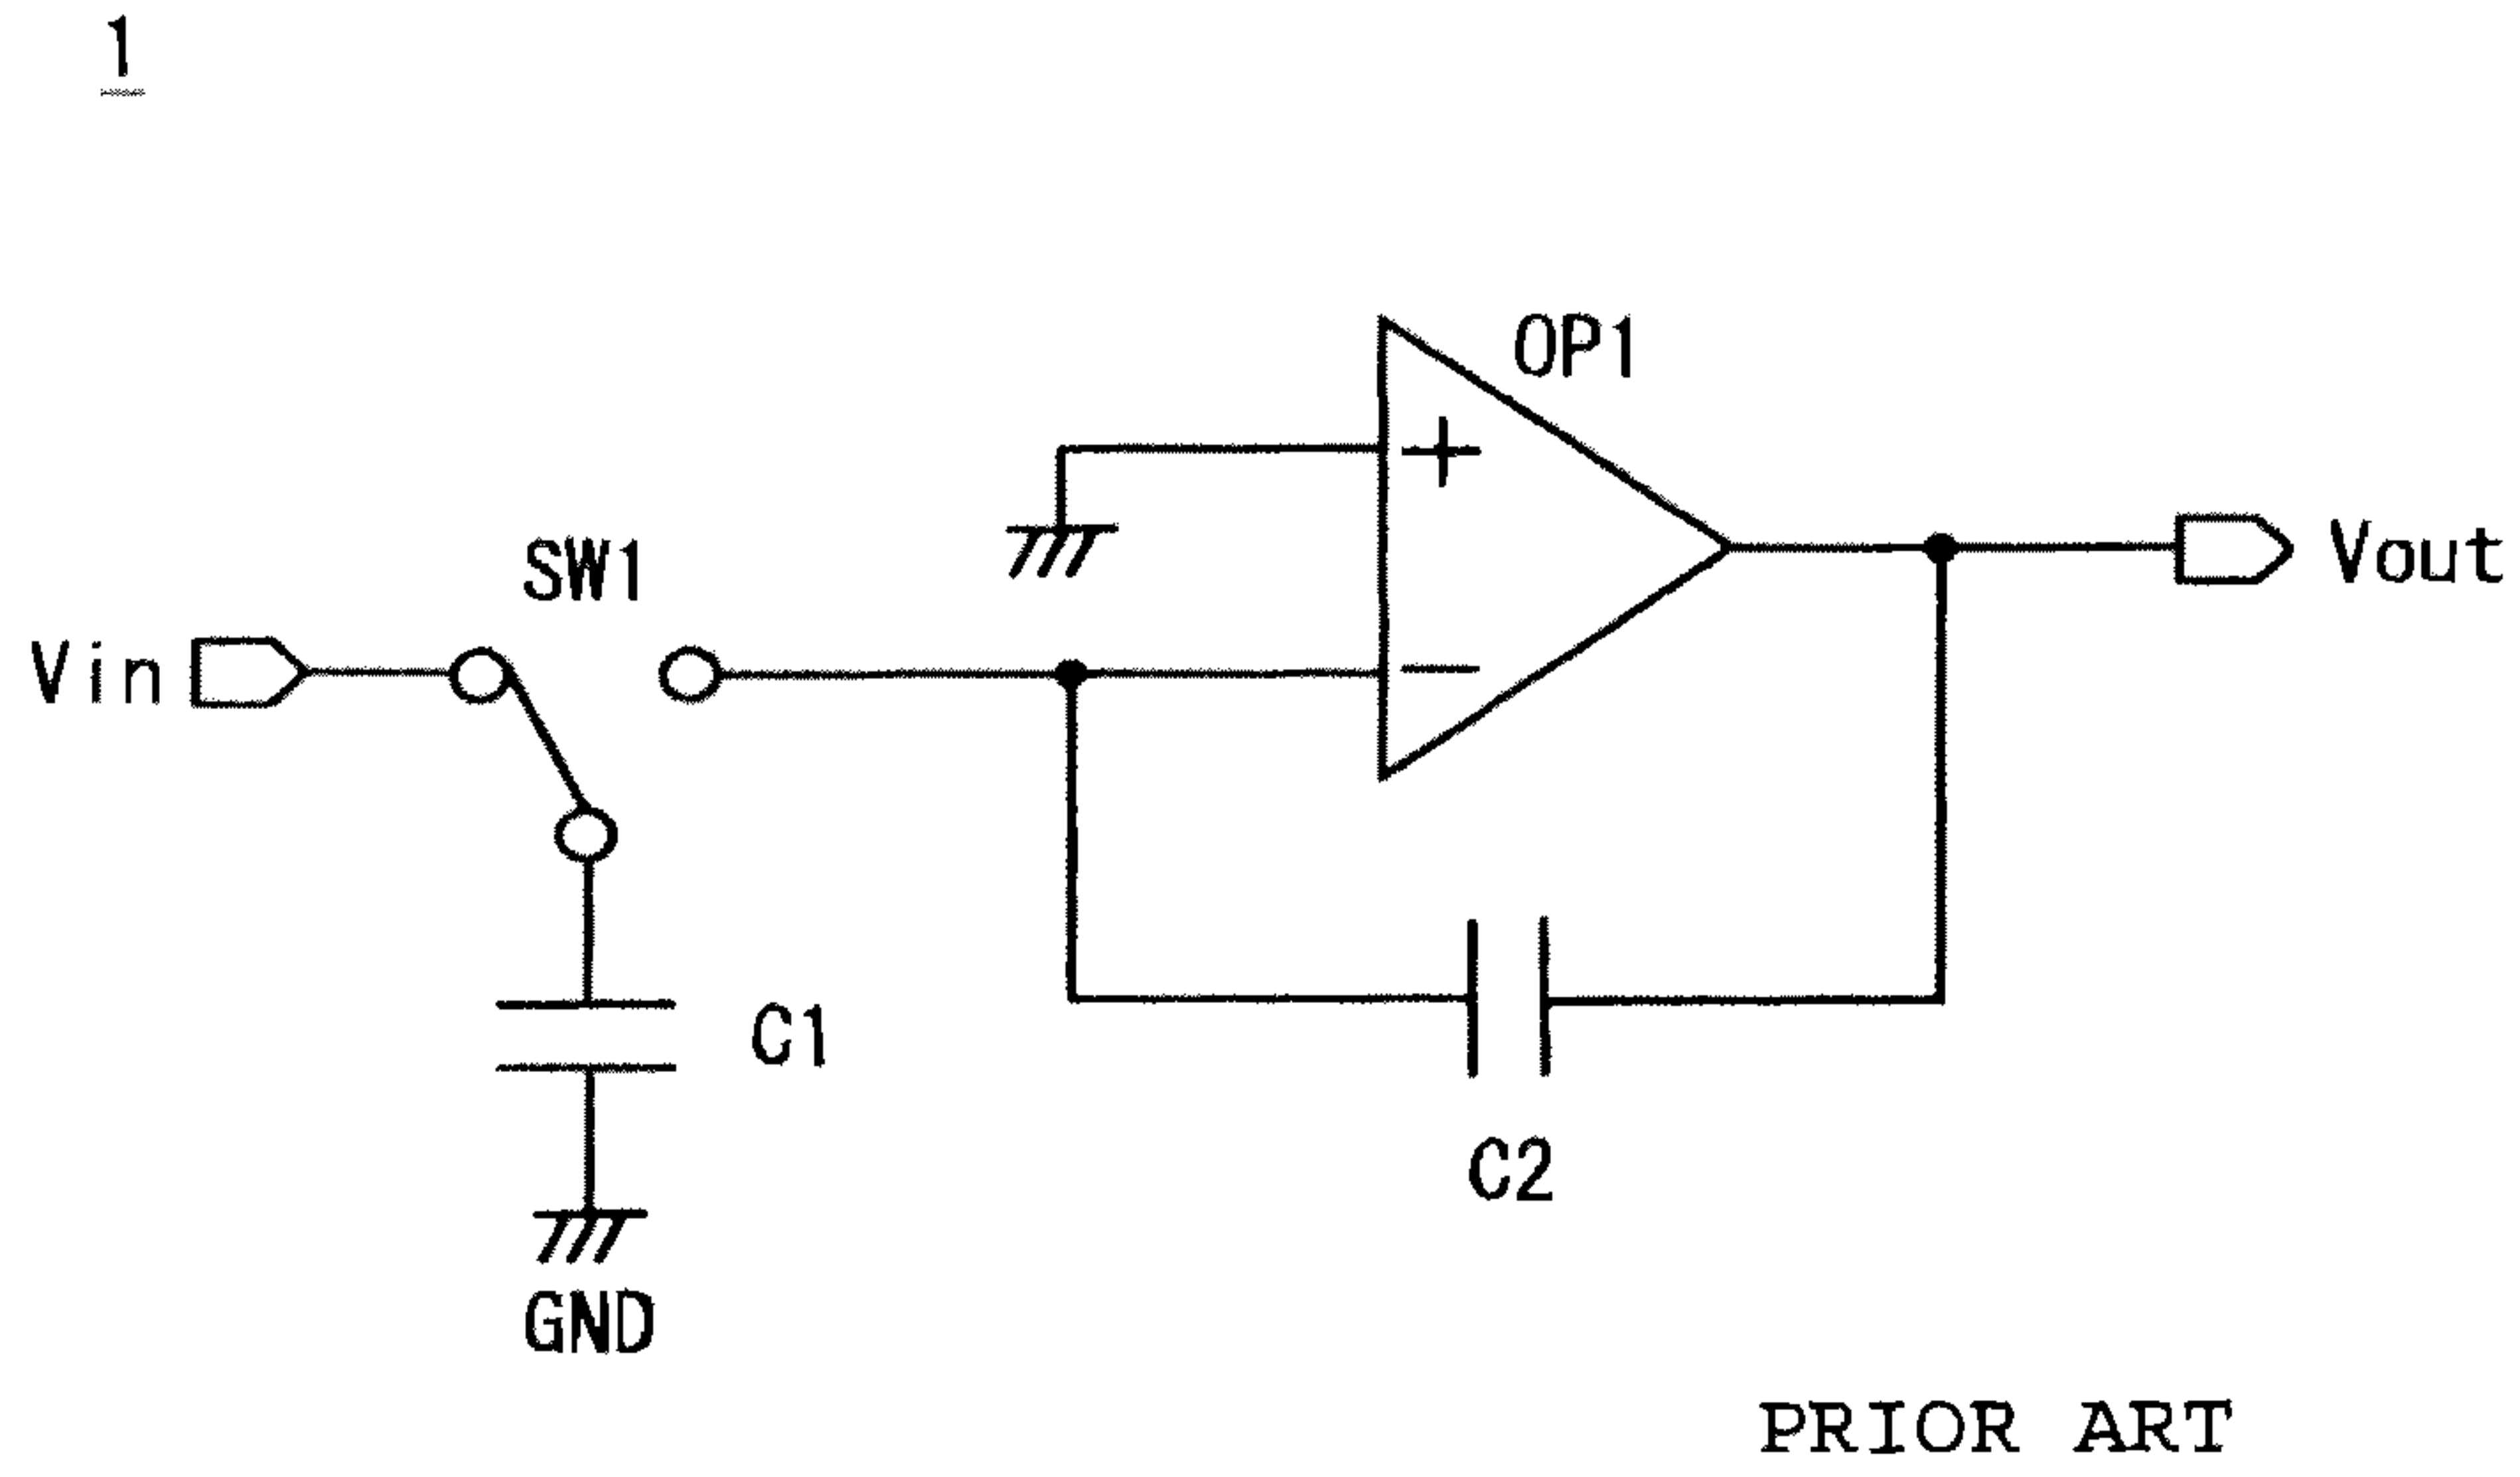 1
OP1
+
SW1
Vout
Vin
−
C1
C2
GND
PRIOR ART